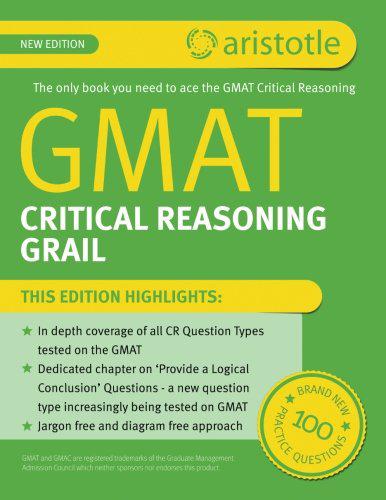 NEW EDITION
aristotle
The only book you need to ace the GMAT Critical Reasoning
GMAT
CRITICAL REASONING
GRAIL
THIS EDITION HIGHLIGHTS:
In depth coverage of all CR Question Types
tested on the GMAT
Dedicated chapter on 'Provide a Logical
Conclusion' Questions - a new question
type increasingly being tested on GMAT
Jargon free and diagram free approach
BRAND NEW
100
PRACTICE QUESTIONS
GMAT and GMAC are registered trademarks of the Graduate Management
Admission Council which neither sponsors nor endorses this product.